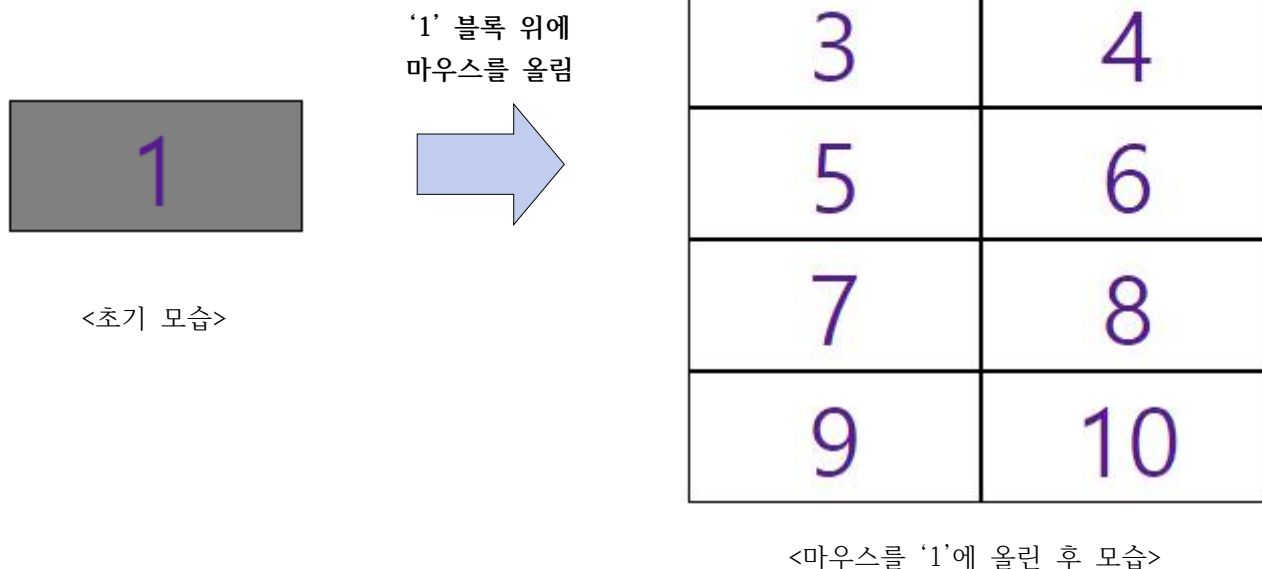 ‘1’ 블록 위에
마우스를 올림
1
<초기 모습>
3 4
5 6
7 8
9 10
<마우스를 ‘1’에 올린 후 모습>